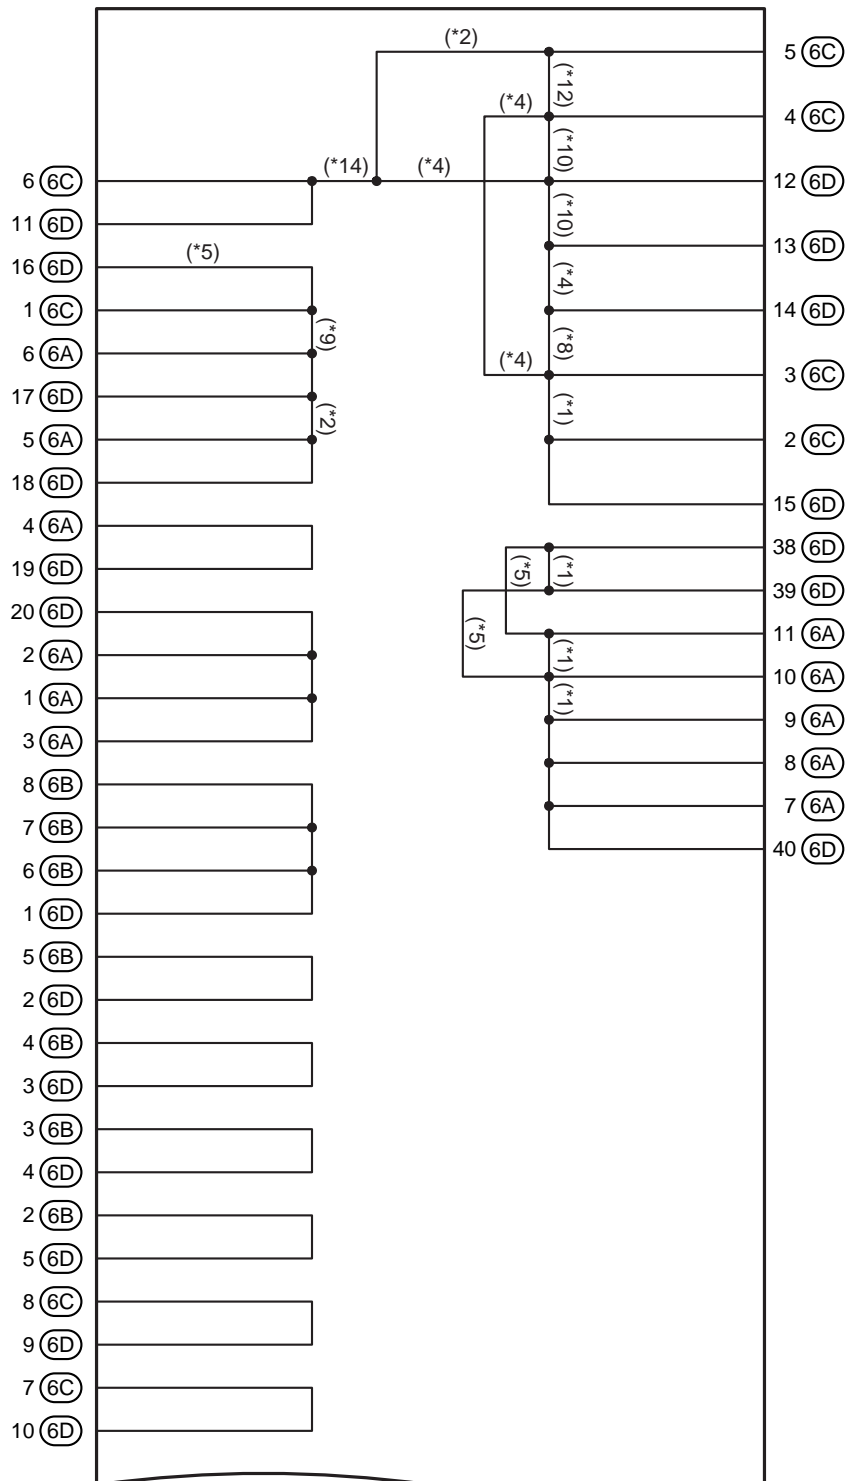 (*2)
5 6C
(*12)
(*4)
4 6C
(*10)
6 6C
(*14)
(*4)
12 6D
11 6D
(*10)
16 6D
(*5)
13 6D
(*4)
1 6C
14 6D
(*9)
(*8)
6 6A
(*4)
3 6C
17 6D
(*1)
(*2)
5 6A
2 6C
18 6D
15 6D
4 6A
38 6D
(*5)
(*1)
19 6D
39 6D
20 6D
(*5)
11 6A
2 6A
(*1)
10 6A
1 6A
(*1)
9 6A
3 6A
8 6A
8 6B
7 6A
7 6B
40 6D
6 6B
1 6D
5 6B
2 6D
4 6B
3 6D
3 6B
4 6D
2 6B
5 6D
8 6C
9 6D
7 6C
10 6D